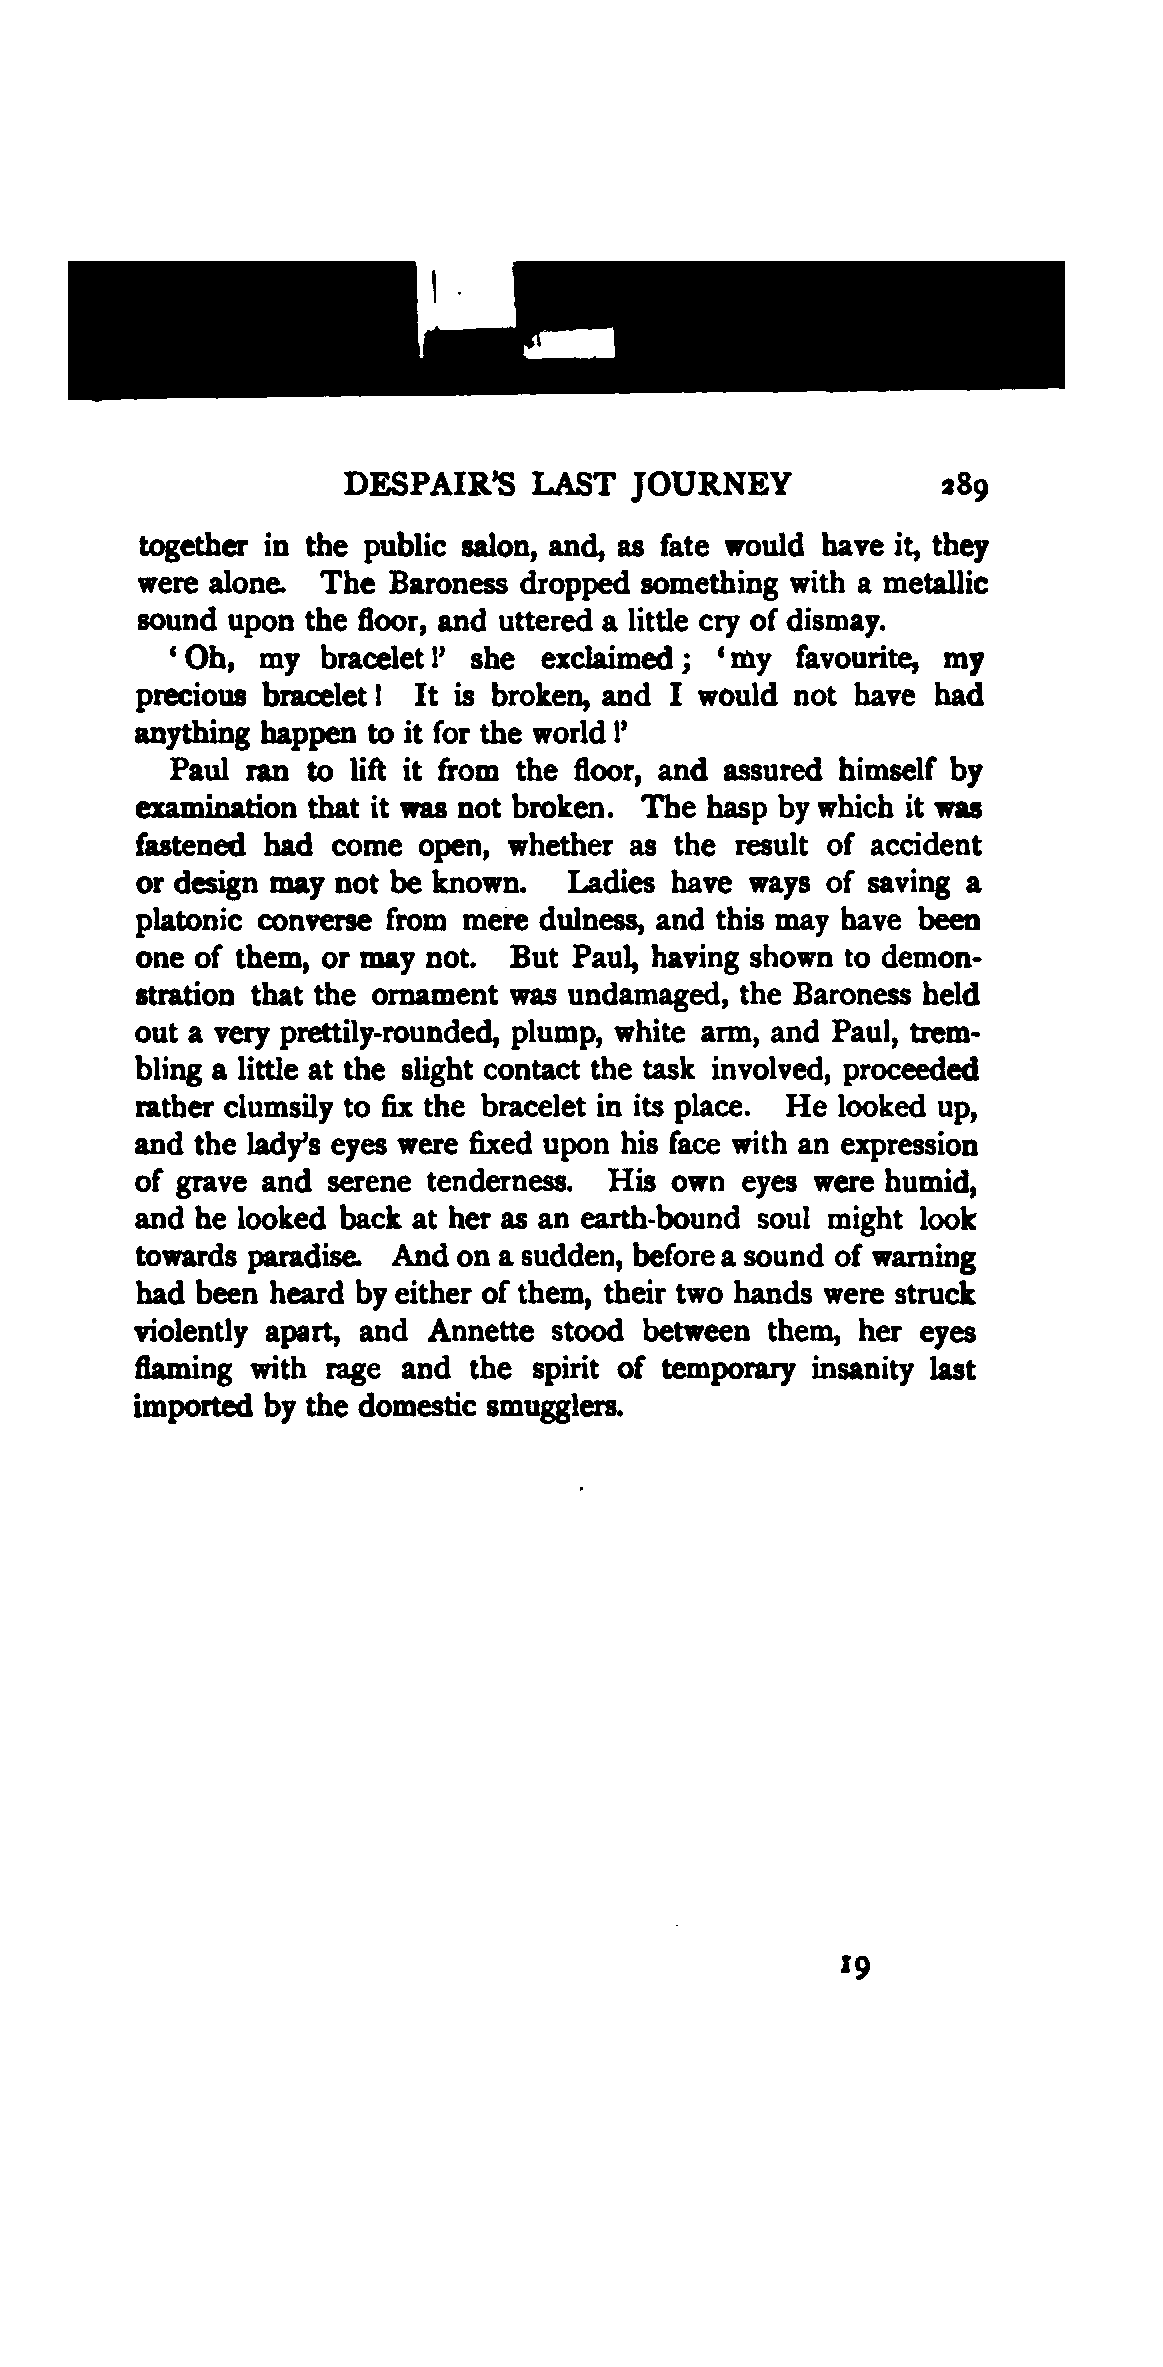 DESPAIR'S LAST JOURNEY 289
together in the public salon, and, as fate would have it, they
were alone. The Baroness dropped something with a metallic
sound upon the floor, and uttered a little cry of dismay.
‘Oh, my bracelet!’ she exclaimed; ‘my favourite, my
precious bracelet! It is broken, and I would not have had
anything happen to it for the world!’
Paul ran to lift it from the floor, and assured himself by
examination that it was not broken. The hasp by which it was
fastened had come open, whether as the result of accident
or design may not be known. Ladies have ways of saving a
platonic converse from mere dulness, and this may have been
one of them, or may not. But Paul, having shown to demon-
stration that the ornament was undamaged, the Baroness held
out a very prettily-rounded, plump, white arm, and Paul, trem-
bling a little at the slight contact the task involved, proceeded
rather clumsily to fix the bracelet in its place. He looked up,
and the lady's eyes were fixed upon his face with an expression
of grave and serene tenderness. His own eyes were humid,
and he looked back at her as an earth-bound soul might look
towards paradise. And on a sudden, before a sound of warning
had been heard by either of them, their two hands were struck
violently apart, and Annette stood between them, her eyes
flaming with rage and the spirit of temporary insanity last
imported by the domestic smugglers.
19